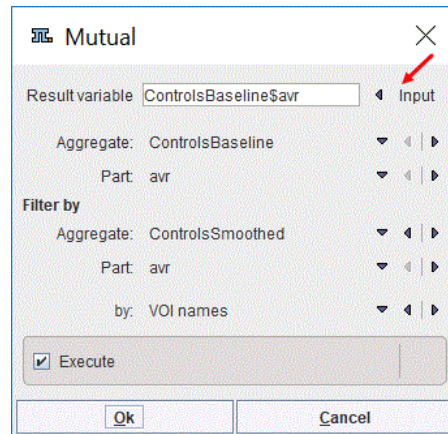 Mutual
Result variable ControlsBaseline$avr Input
Aggregate: ControlsBaseline
Part: avr
Filter by
Aggregate: ControlsSmoothed
Part: avr
by: VOI names
Execute
Ok Cancel